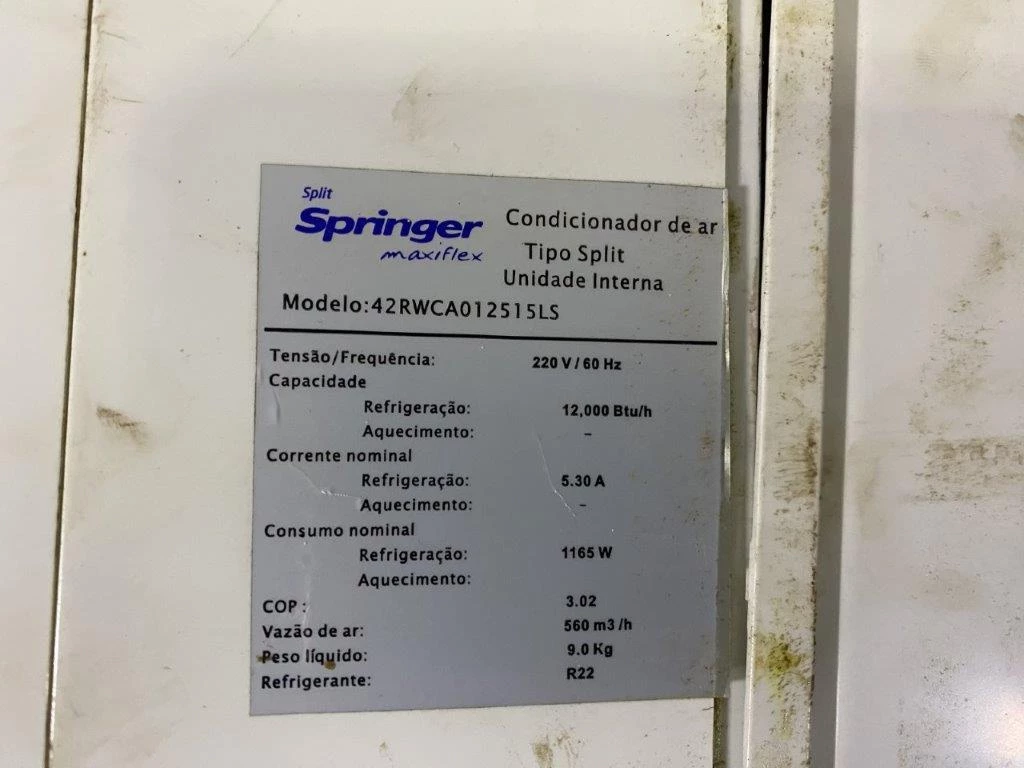 Split
Springer
maxiflex
Condicionador de ar
Tipo Split
Unidade Interna
Modelo:42RWCA012515LS
Tensão/Frequência: 220 V / 60 Hz
Capacidade
Refrigeração: 12,000 Btu/h
Aquecimento: –
Corrente nominal
Refrigeração: 5.30 A
Aquecimento: –
Consumo nominal
Refrigeração: 1165 W
Aquecimento:
COP : 3.02
Vazão de ar: 560 m3 /h
Peso líquido: 9.0 Kg
Refrigerante: R22